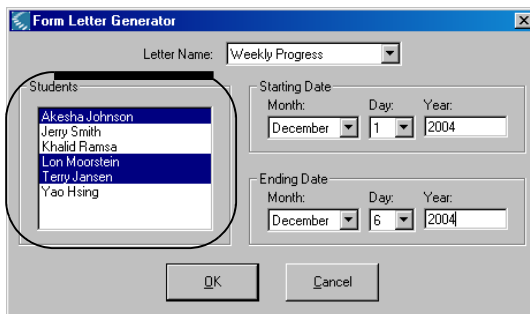 Form Letter Generator
Letter Name: Weekly Progress
Students
Akesha Johnson
Jerry Smith
Khalid Ramsa
Lon Moorstein
Terry Jansen
Yao Hsing
Starting Date
Month: Day: Year:
December 1 2004
Ending Date
Month: Day: Year:
December 6 2004
OK Cancel